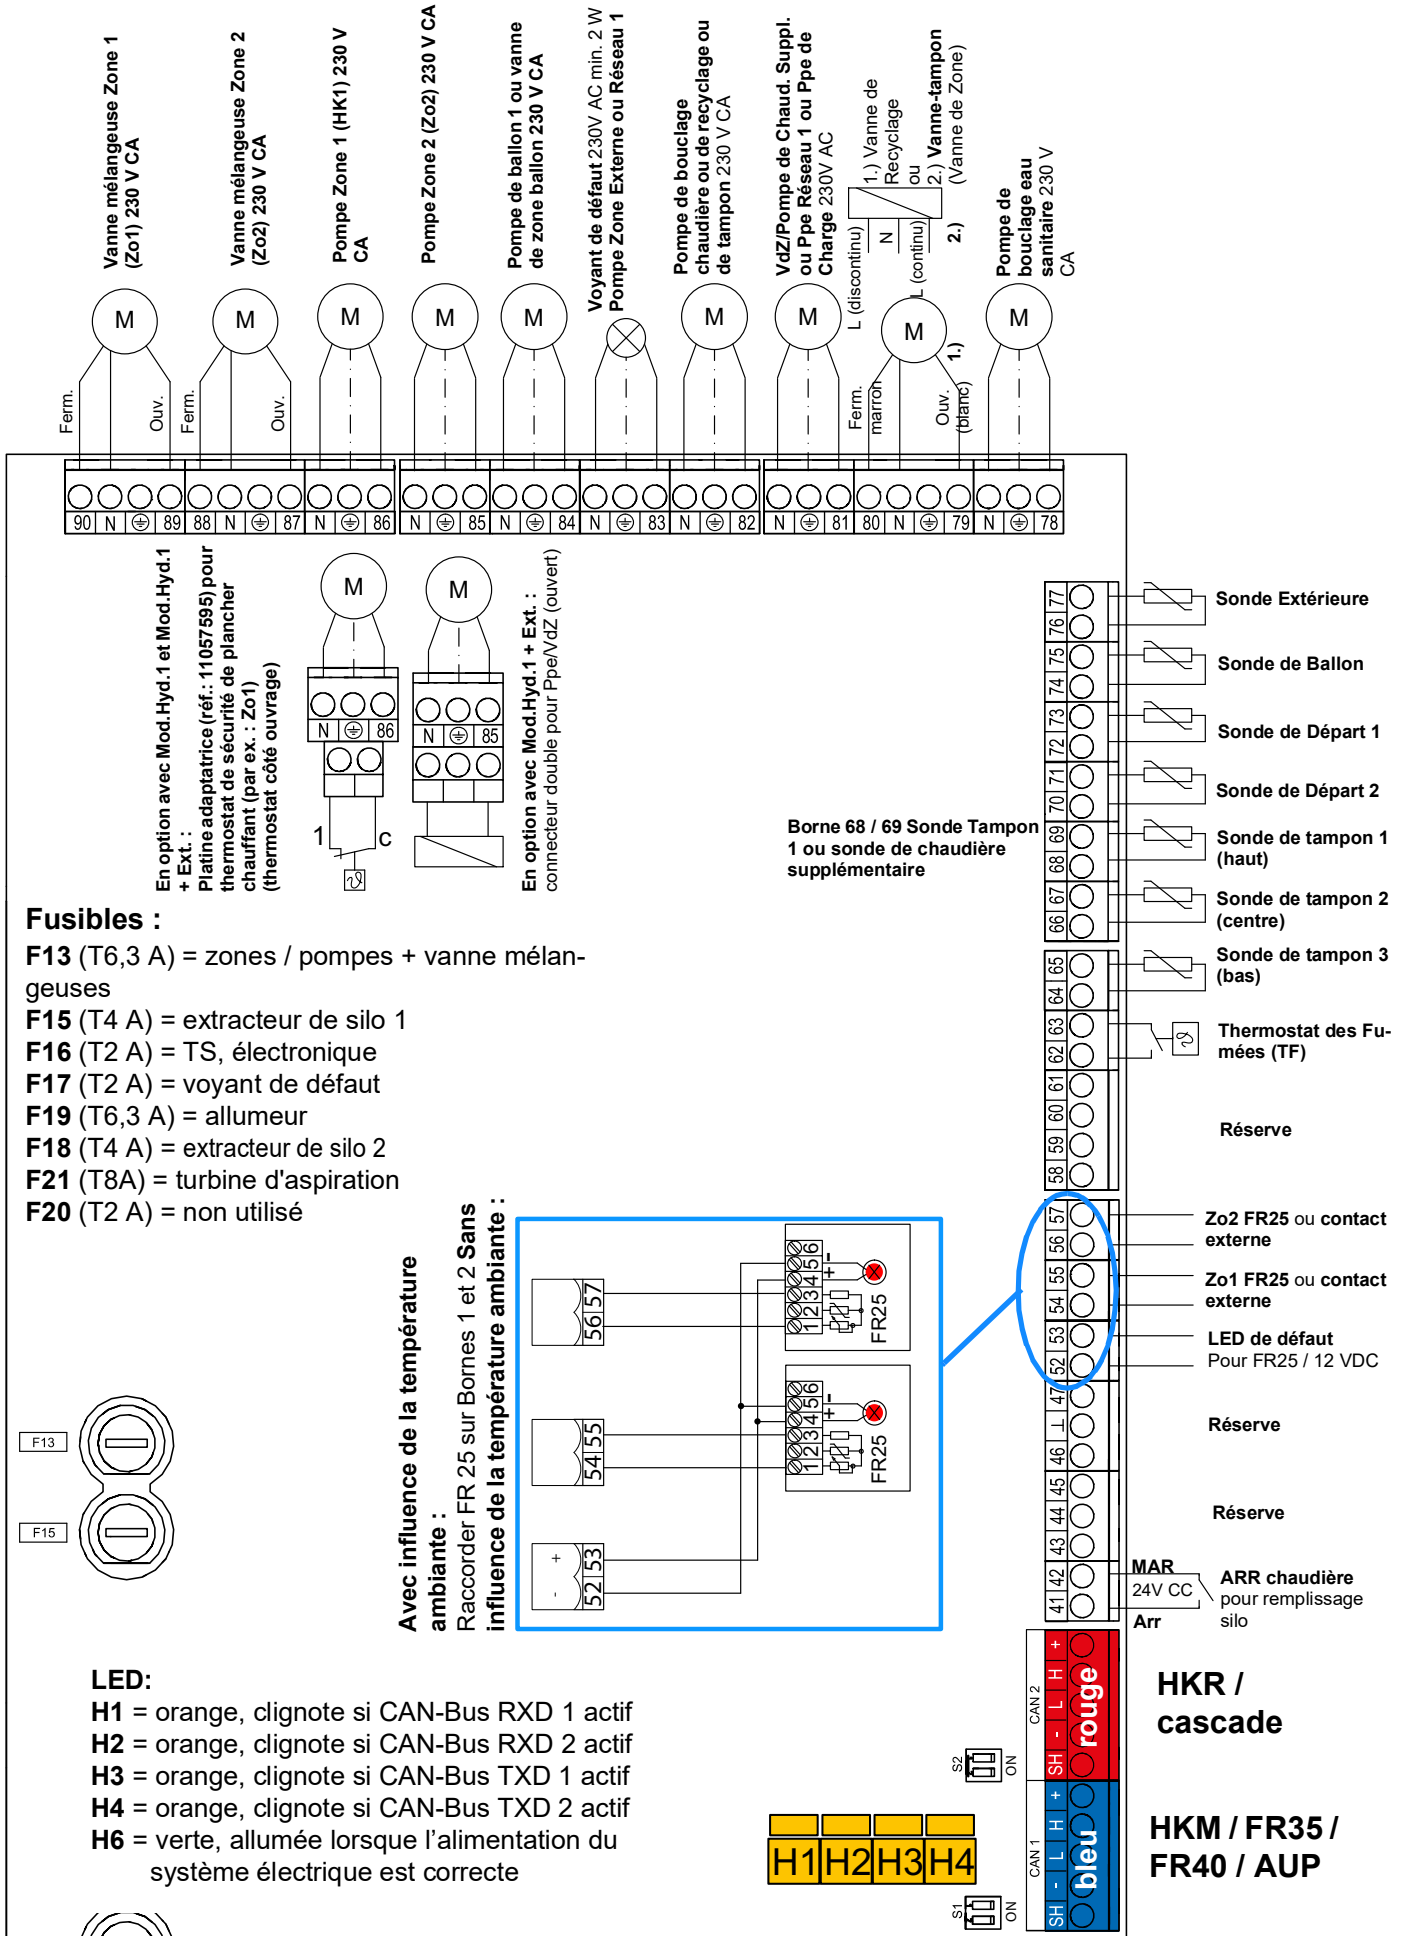 Vanne mélangeuse Zone 1
(Zo1) 230 V CA
Vanne mélangeuse Zone 2
(Zo2) 230 V CA
Pompe Zone 1 (HK1) 230 V
CA
Pompe Zone 2 (Zo2) 230 V CA
Pompe de ballon 1 ou vanne
de zone ballon 230 V CA
Voyant de défaut 230V AC min. 2 W
Pompe Zone Externe ou Réseau 1
Pompe de bouclage
chaudière ou de recyclage ou
de tampon 230 V CA
VdZ/Pompe de Chaud. Suppl.
ou Ppe Réseau 1 ou Ppe de
Charge 230V AC
1.) Vanne de
Recyclage
ou
2.) Vanne-tampon
(Vanne de Zone)
Pompe de
bouclage eau
sanitaire 230 V
CA
L (discontinu)
N
L (continu)
2.)
M
M
M
M
M
M
M
M
1.)
M
Ferm.
Ouv.
Ferm.
Ouv.
Ferm.
marron
Ouv.
(blanc)
90 N 89 88 N 87 N 86 N 85 N 84 N 83 N 82 N 81 80 N 79 N 78
En option avec Mod.Hyd.1 et Mod.Hyd.1
+ Ext. :
Platine adaptatrice (réf.: 11057595) pour
thermostat de sécurité de plancher
chauffant (par ex. : Zo1)
(thermostat côté ouvrage)
M
N 86
1 c
ϑ
M
N 85
En option avec Mod.Hyd.1 + Ext. :
connecteur double pour Ppe/VdZ (ouvert)
Borne 68 / 69 Sonde Tampon
1 ou sonde de chaudière
supplémentaire
77
76
Sonde Extérieure
75
74
Sonde de Ballon
73
72
Sonde de Départ 1
71
70
Sonde de Départ 2
69
68
Sonde de tampon 1
(haut)
67
66
Sonde de tampon 2
(centre)
65
64
Sonde de tampon 3
(bas)
63
62
ϑ
Thermostat des Fu-
mées (TF)
61
60
59
58
Réserve
57
56
Zo2 FR25 ou contact
externe
55
54
Zo1 FR25 ou contact
externe
53
52
LED de défaut
Pour FR25 / 12 VDC
47
⊥
46
Réserve
45
44
43
Réserve
42
41
MAR
24V CC
Arr
ARR chaudière
pour remplissage
silo
Fusibles :
F13 (T6,3 A) = zones / pompes + vanne mélan-
geuses
F15 (T4 A) = extracteur de silo 1
F16 (T2 A) = TS, électronique
F17 (T2 A) = voyant de défaut
F19 (T6,3 A) = allumeur
F18 (T4 A) = extracteur de silo 2
F21 (T8A) = turbine d'aspiration
F20 (T2 A) = non utilisé
Avec influence de la température
ambiante :
Raccorder FR 25 sur Bornes 1 et 2 Sans
influence de la température ambiante :
56 57
1 2 3 4 5 6
+ -
FR25
54 55
1 2 3 4 5 6
+ -
FR25
- +
52 53
F13
F15
LED:
H1 = orange, clignote si CAN-Bus RXD 1 actif
H2 = orange, clignote si CAN-Bus RXD 2 actif
H3 = orange, clignote si CAN-Bus TXD 1 actif
H4 = orange, clignote si CAN-Bus TXD 2 actif
H6 = verte, allumée lorsque l’alimentation du
système électrique est correcte
H1 H2 H3 H4
S2
ON
CAN 2
SH - L H +
rouge
HKR /
cascade
S1
ON
CAN 1
SH - L H +
bleu
HKM / FR35 /
FR40 / AUP